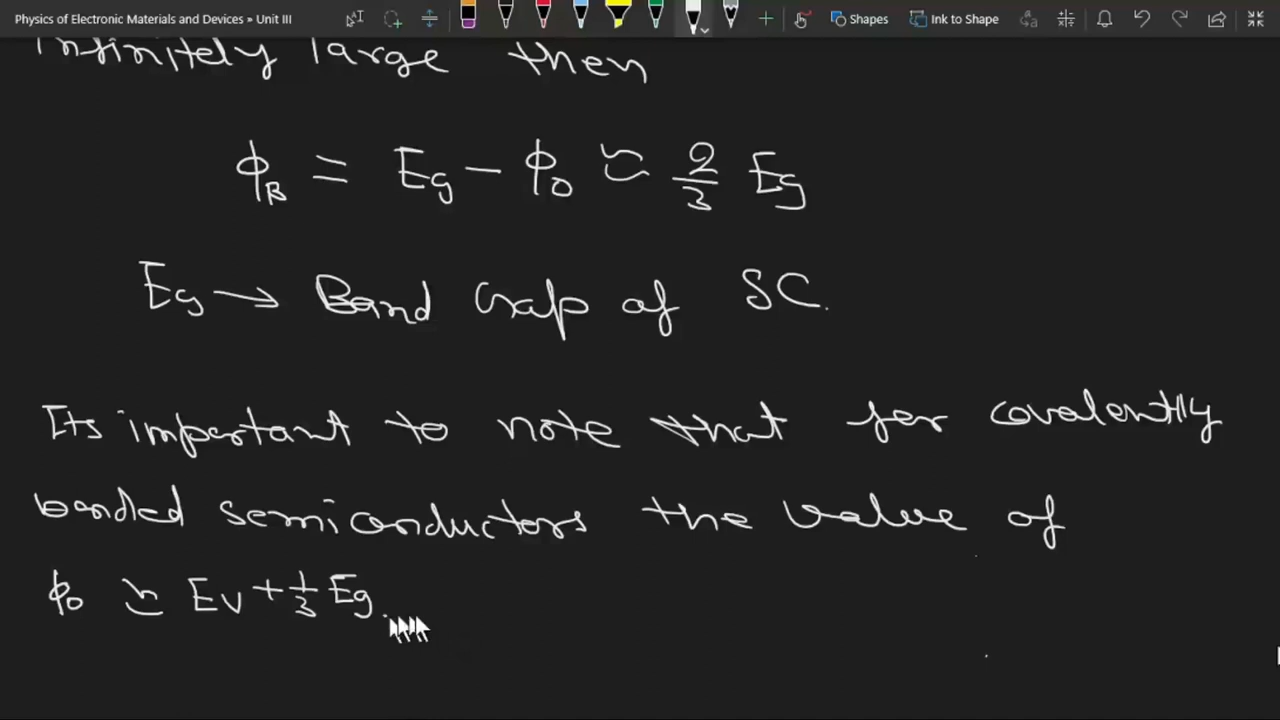 Physics of Electronic Materials and Devices » Unit III
Shapes
Ink to Shape
infinitely large then
ϕB = Eg - ϕ0 ≃ 2/3 Eg
Eg → Band Gap of SC.
Its important to note that for covalently
bonded semiconductors the value of
ϕ0 ≃ Ev + 1/3 Eg.